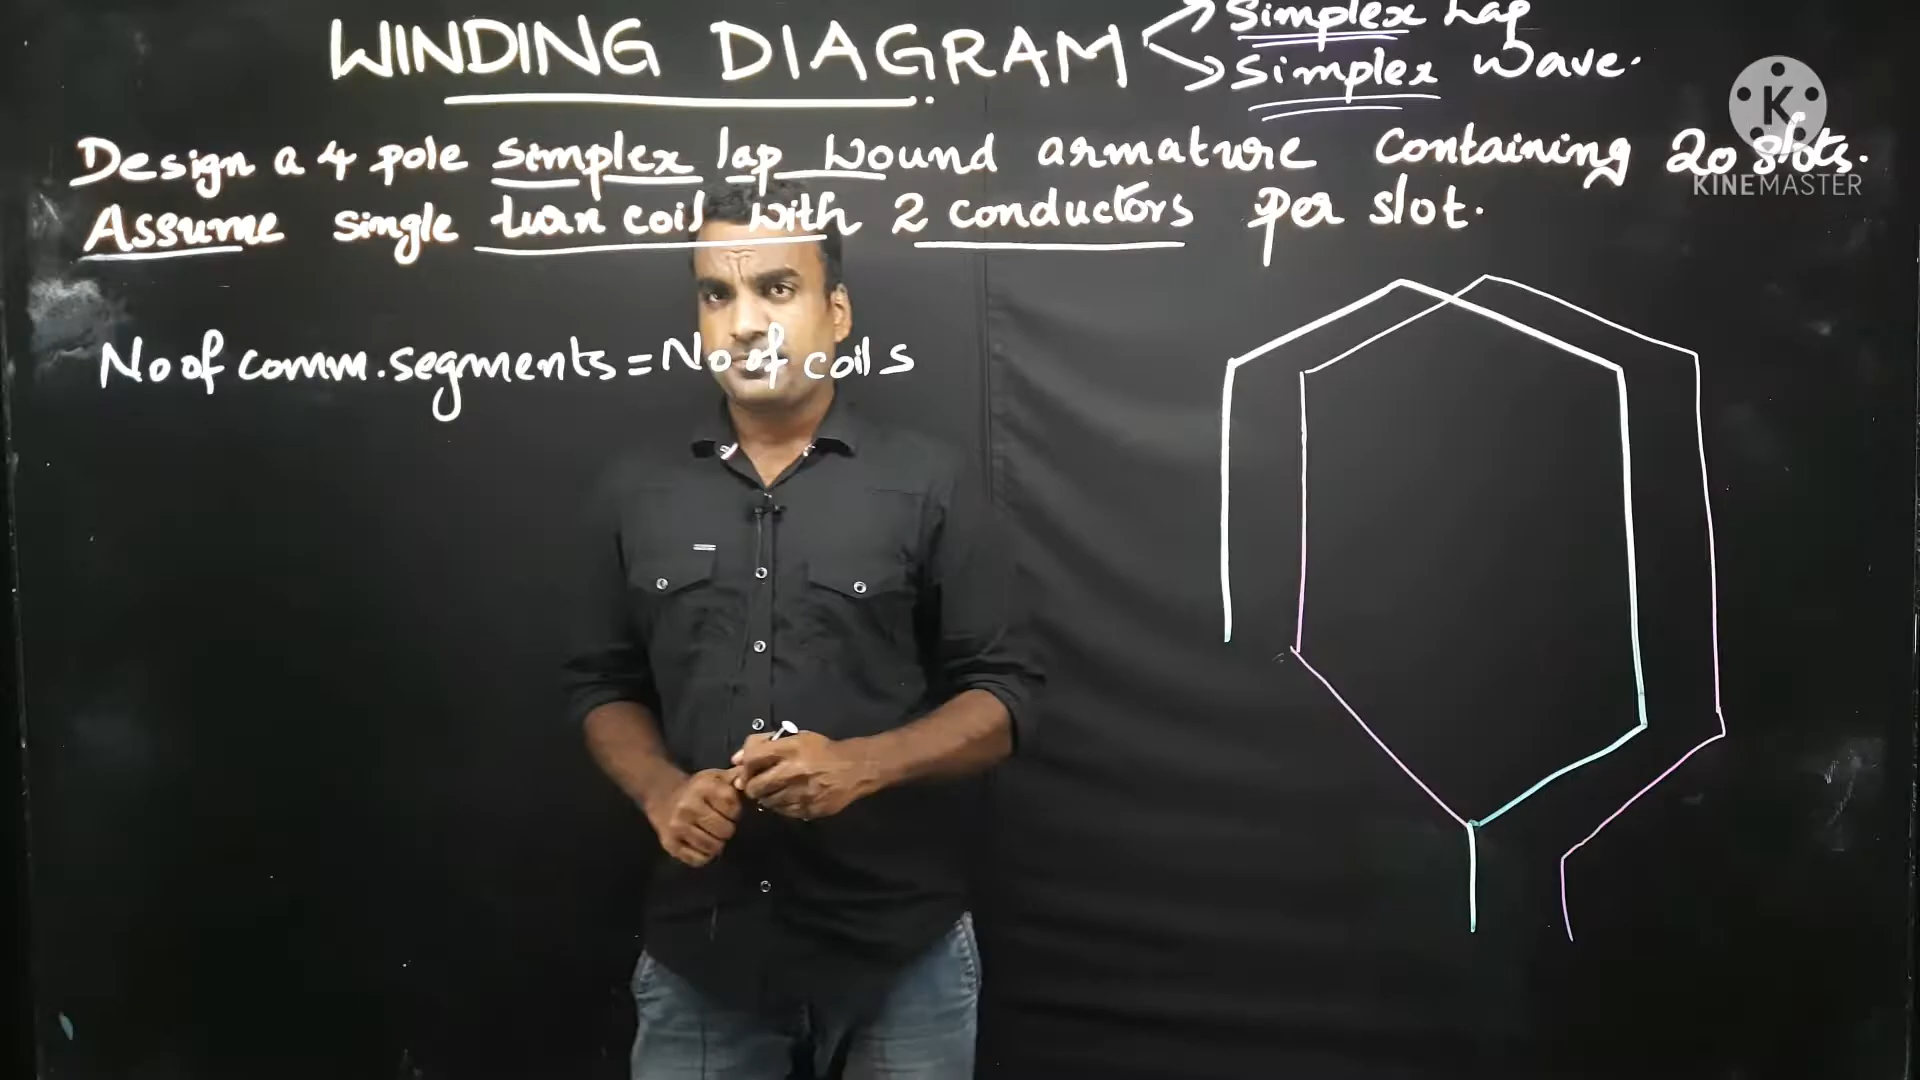 Simplex Lap
WINDING DIAGRAM
Simplex Wave.
Design a 4 pole simplex lap wound armature containing 20 slots.
Assume single turn coil with 2 conductors per slot.
No of comm. segments = No of coils
K
KINEMASTER